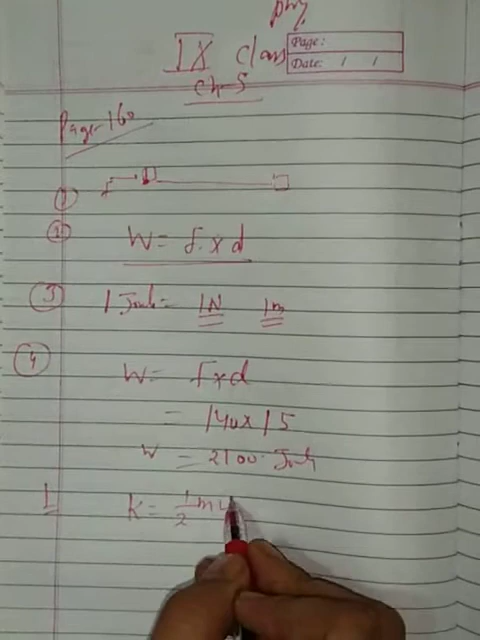 phy
IX Class
Page:
Date: / /
Ch-5
Page-160
1
2 W = F x d
3 1 Joule = 1N 1m
4 W = F x d
= 140 x 15
W = 2100 Joule
1 K = 1/2 mv